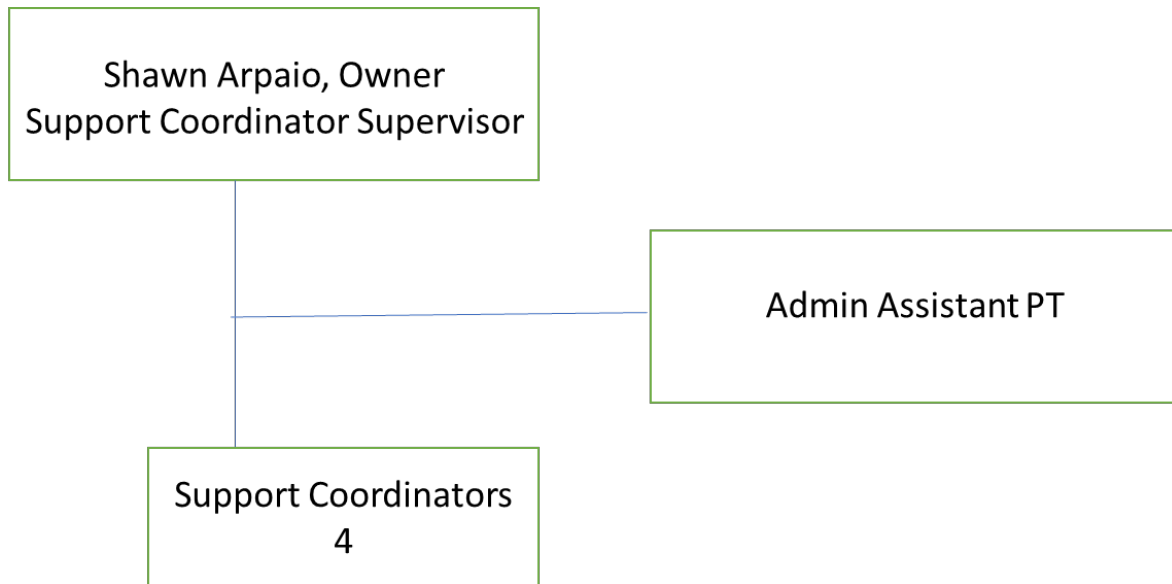 Shawn Arpaio, Owner
Support Coordinator Supervisor
Admin Assistant PT
Support Coordinators
4